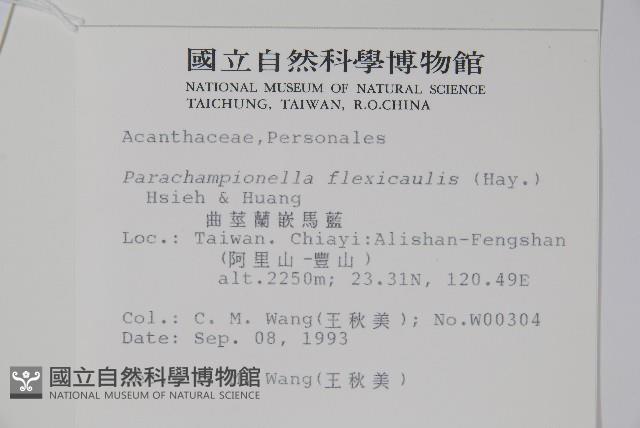 國立自然科學博物館
NATIONAL MUSEUM OF NATURAL SCIENCE
TAICHUNG, TAIWAN, R.O.CHINA
Acanthaceae,Personales
Parachampionella flexicaulis (Hay.)
Hsieh & Huang
曲莖蘭嵌馬藍
Loc.: Taiwan. Chiayi:Alishan-Fengshan
(阿里山-豐山)
alt.2250m; 23.31N, 120.49E
Col.: C. M. Wang(王秋美); No.W00304
Date: Sep. 08, 1993
Wang(王秋美)
國立自然科學博物館
NATIONAL MUSEUM OF NATURAL SCIENCE